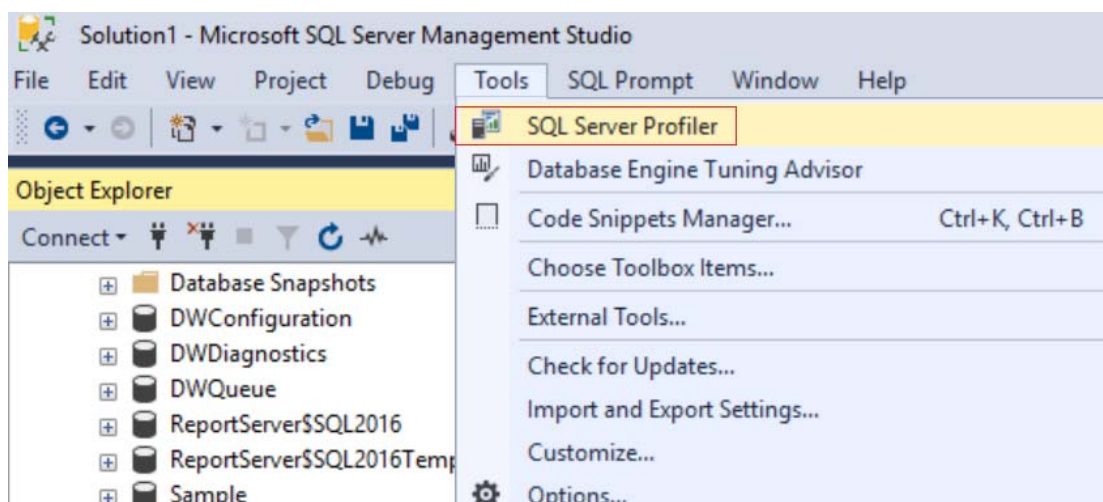 Solution1 - Microsoft SQL Server Management Studio
File Edit View Project Debug Tools SQL Prompt Window Help
SQL Server Profiler
Database Engine Tuning Advisor
Code Snippets Manager... Ctrl+K, Ctrl+B
Choose Toolbox Items...
External Tools...
Check for Updates...
Import and Export Settings...
Customize...
Options...
Object Explorer
Connect
Database Snapshots
DWConfiguration
DWDiagnostics
DWQueue
ReportServer$SQL2016
ReportServer$SQL2016Temp
Sample